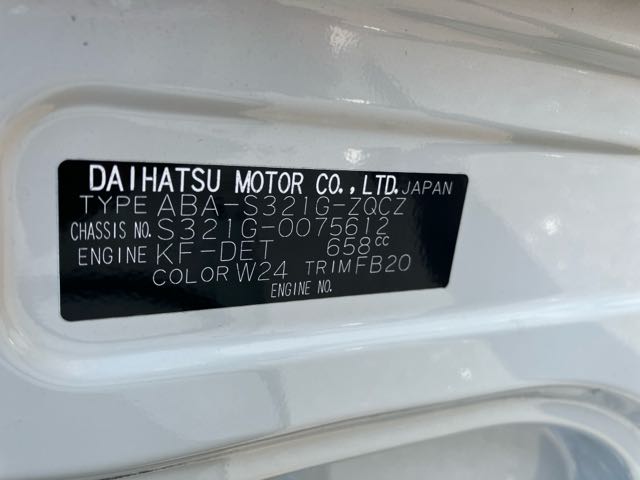 DAIHATSU MOTOR CO.,LTD. JAPAN
TYPE ABA-S321G-ZQCZ
CHASSIS NO. S321G-0075612
ENGINE KF-DET 658cc
COLOR W24 TRIM FB20
ENGINE NO.